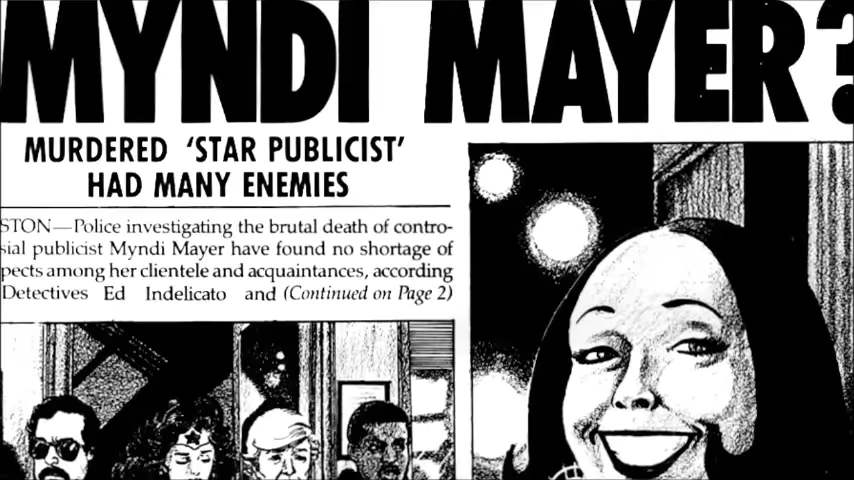 MYNDI MAYER?
MURDERED 'STAR PUBLICIST'
HAD MANY ENEMIES
STON—Police investigating the brutal death of contro-
sial publicist Myndi Mayer have found no shortage of
pects among her clientele and acquaintances, according
Detectives Ed Indelicato and (Continued on Page 2)